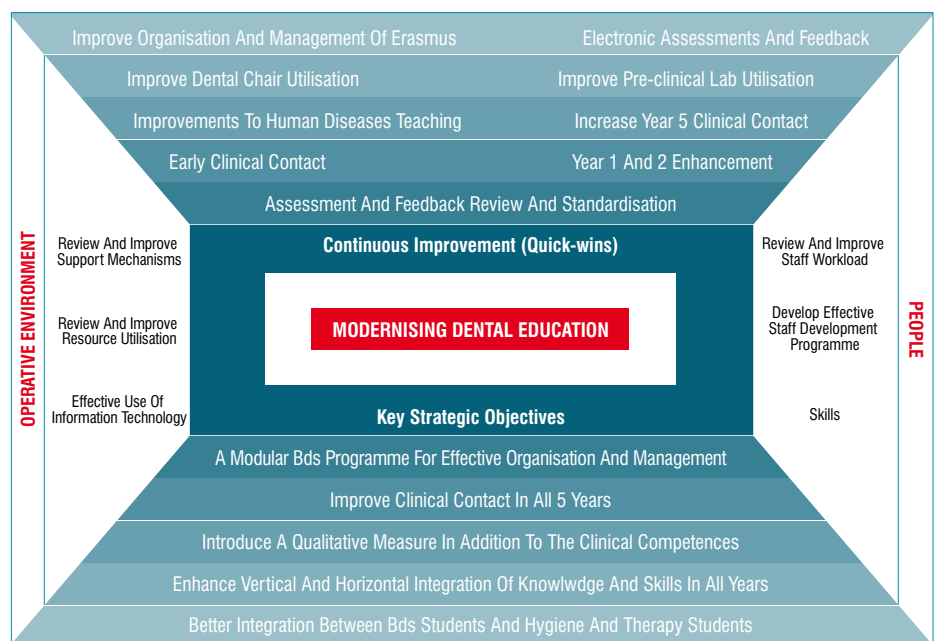 Improve Organisation And Management Of Erasmus
Electronic Assessments And Feedback
Improve Dental Chair Utilisation
Improve Pre-clinical Lab Utilisation
Improvements To Human Diseases Teaching
Increase Year 5 Clinical Contact
Early Clinical Contact
Year 1 And 2 Enhancement
Assessment And Feedback Review And Standardisation
OPERATIVE ENVIRONMENT
Review And Improve
Support Mechanisms
Review And Improve
Resource Utilisation
Effective Use Of
Information Technology
Continuous Improvement (Quick-wins)
MODERNISING DENTAL EDUCATION
Key Strategic Objectives
Review And Improve
Staff Workload
Develop Effective
Staff Development
Programme
Skills
PEOPLE
A Modular Bds Programme For Effective Organisation And Management
Improve Clinical Contact In All 5 Years
Introduce A Qualitative Measure In Addition To The Clinical Competences
Enhance Vertical And Horizontal Integration Of Knowlwdge And Skills In All Years
Better Integration Between Bds Students And Hygiene And Therapy Students